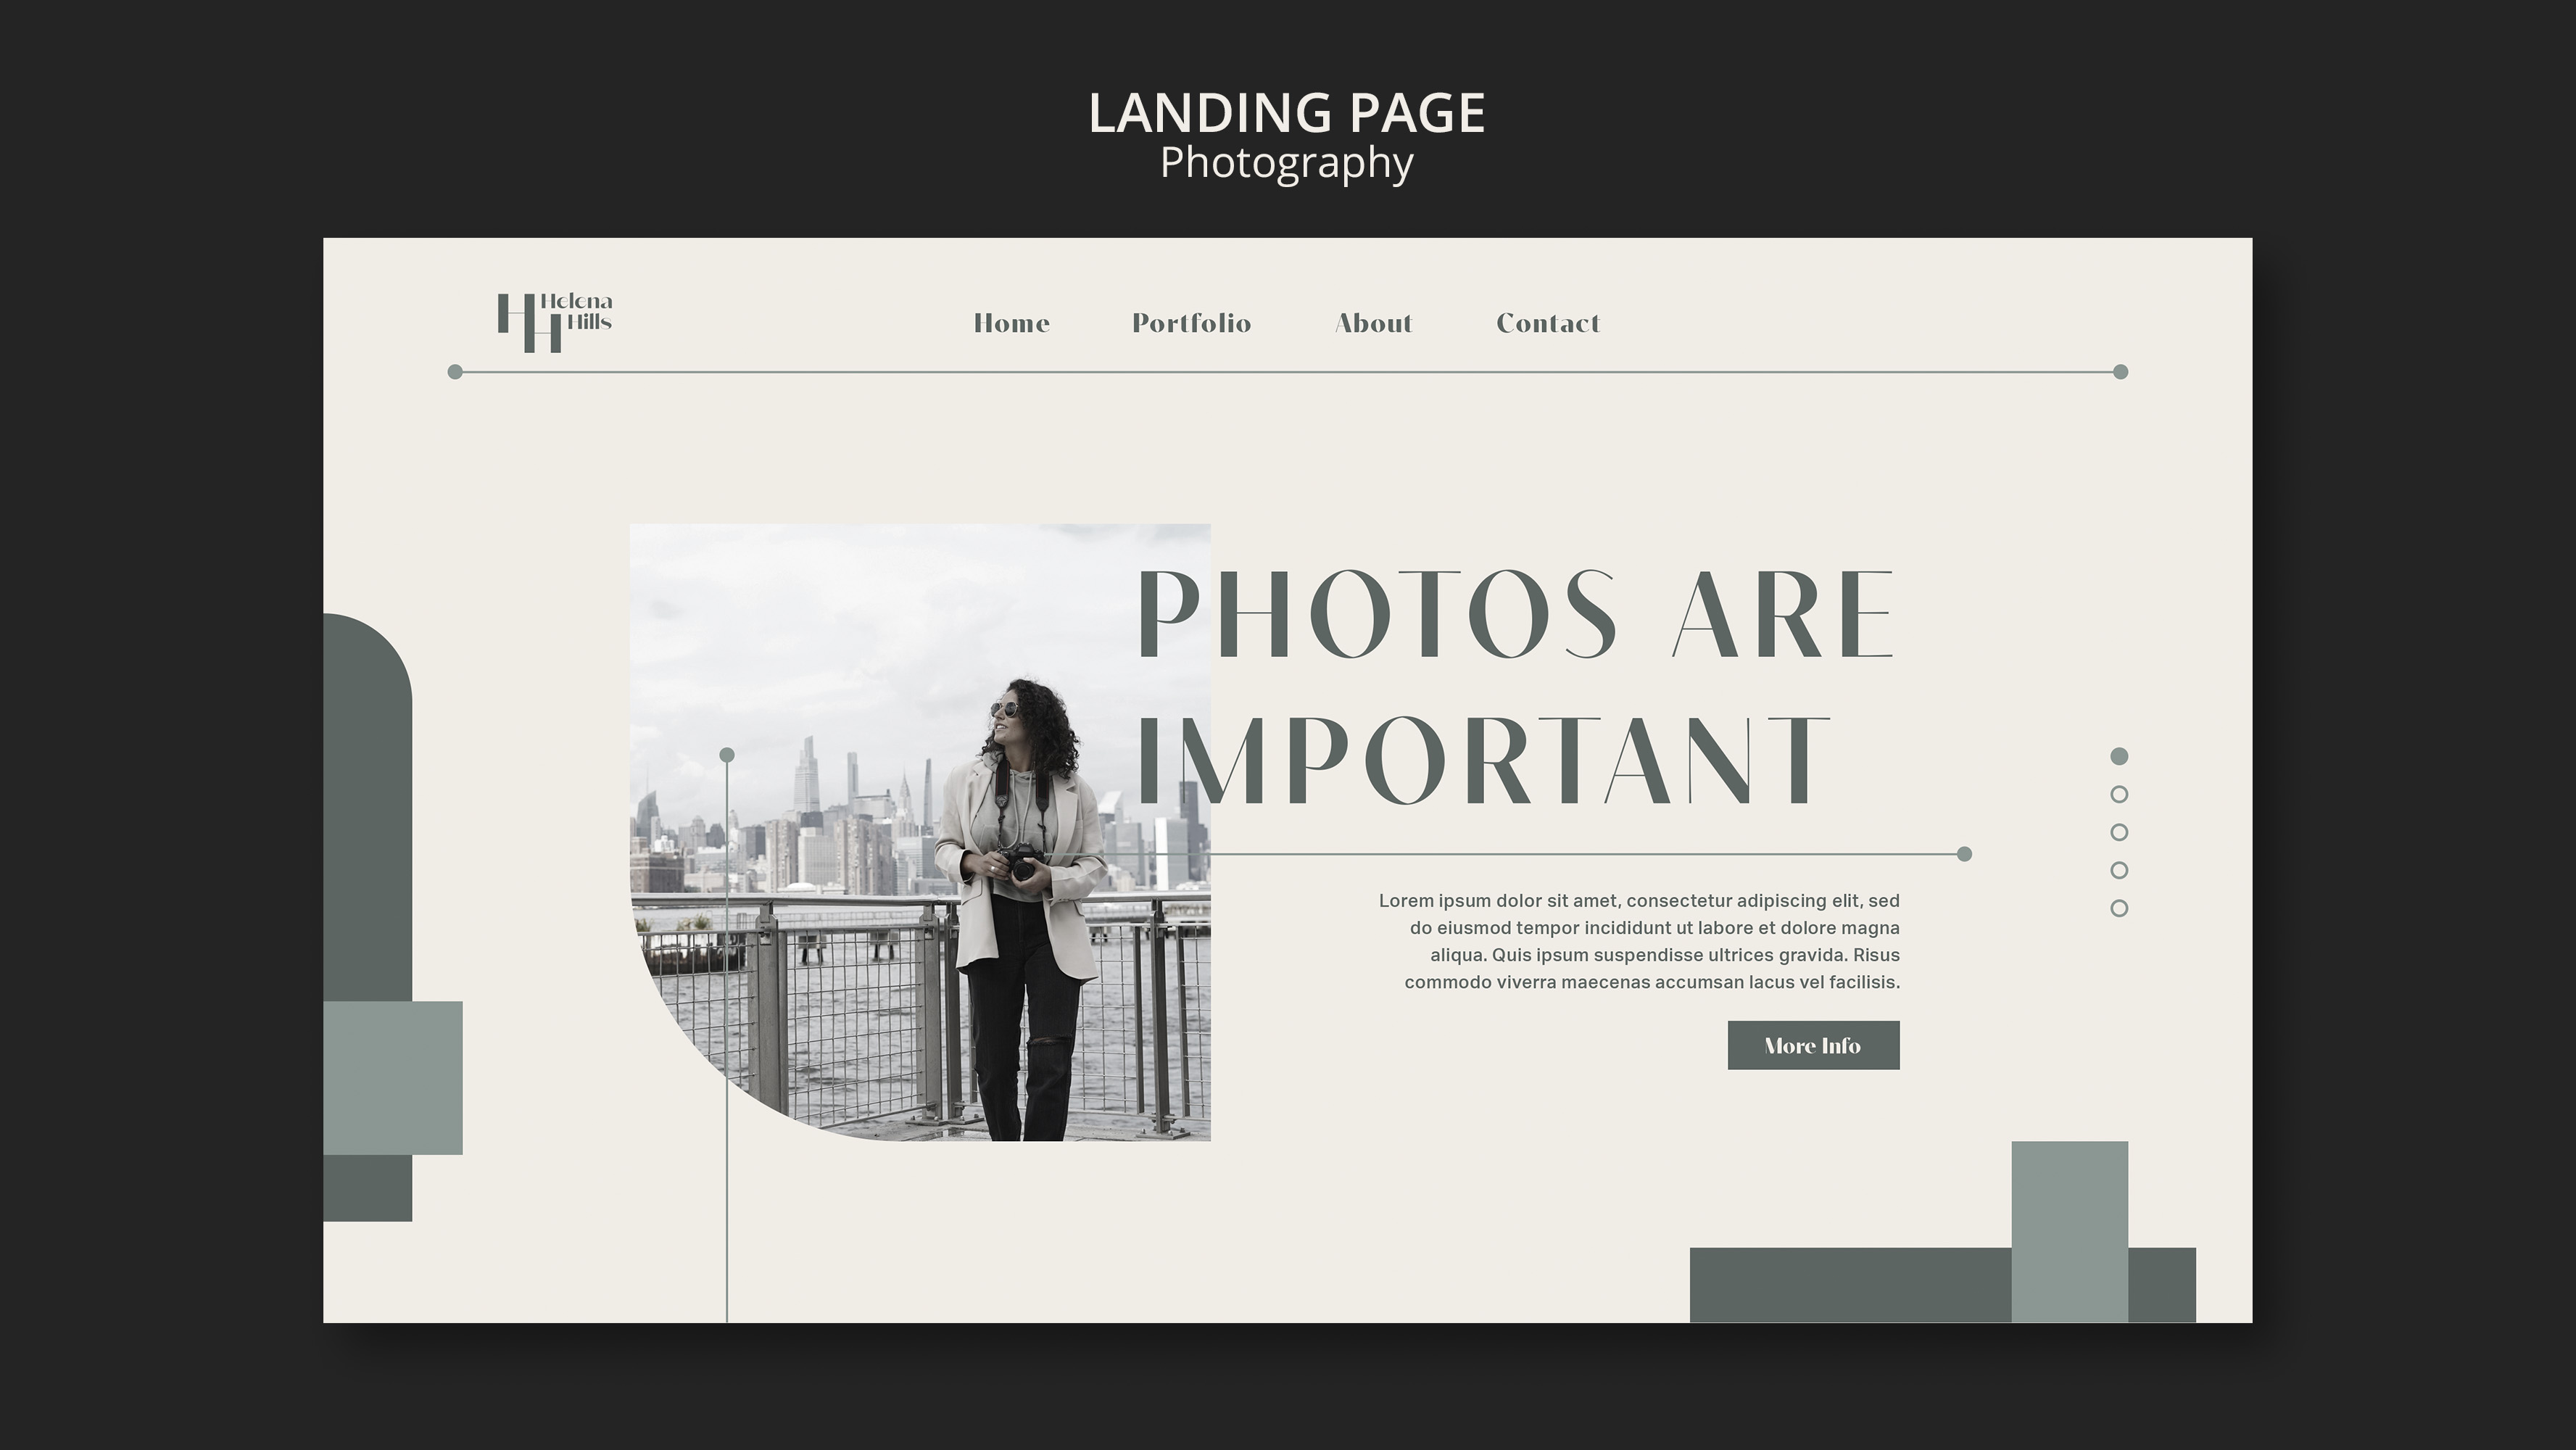 LANDING PAGE
Photography
Helena
Hills
Home Portfolio About Contact
PHOTOS ARE
IMPORTANT
Lorem ipsum dolor sit amet, consectetur adipiscing elit, sed
do eiusmod tempor incididunt ut labore et dolore magna
aliqua. Quis ipsum suspendisse ultrices gravida. Risus
commodo viverra maecenas accumsan lacus vel facilisis.
More Info